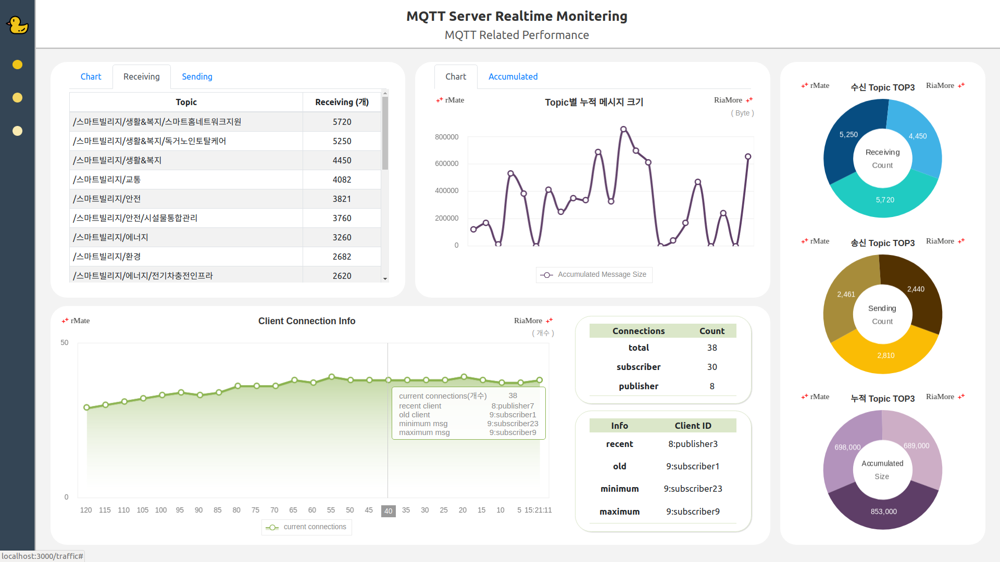 MQTT Server Realtime Monitering
MQTT Related Performance
Chart Receiving Sending
Topic Receiving (개)
/스마트빌리지/생활&복지/스마트홈네트워크지원 5720
/스마트빌리지/생활&복지/독거노인토탈케어 5250
/스마트빌리지/생활&복지 4450
/스마트빌리지/교통 4082
/스마트빌리지/안전 3821
/스마트빌리지/안전/시설물통합관리 3760
/스마트빌리지/에너지 3260
/스마트빌리지/환경 2682
/스마트빌리지/에너지/전기차충전인프라 2620
Chart Accumulated
rMate Topic별 누적 메시지 크기 RiaMore
( Byte )
800000
600000
400000
200000
0
Accumulated Message Size
rMate 수신 Topic TOP3 RiaMore
5,250 4,450
Receiving
Count
5,720
rMate 송신 Topic TOP3 RiaMore
2,461 2,440
Sending
Count
2,810
rMate 누적 Topic TOP3 RiaMore
698,000 689,000
Accumulated
Size
853,000
rMate Client Connection Info RiaMore
( 개수 )
50
0
current connections(개수) 38
recent client 8:publisher7
old client 9:subscriber1
minimum msg 9:subscriber23
maximum msg 9:subscriber9
120 115 110 105 100 95 90 85 80 75 70 65 60 55 50 45 40 35 30 25 20 15 10 5 15:21:11
current connections
Connections Count
total 38
subscriber 30
publisher 8
Info Client ID
recent 8:publisher3
old 9:subscriber1
minimum 9:subscriber23
maximum 9:subscriber9
localhost:3000/traffic#